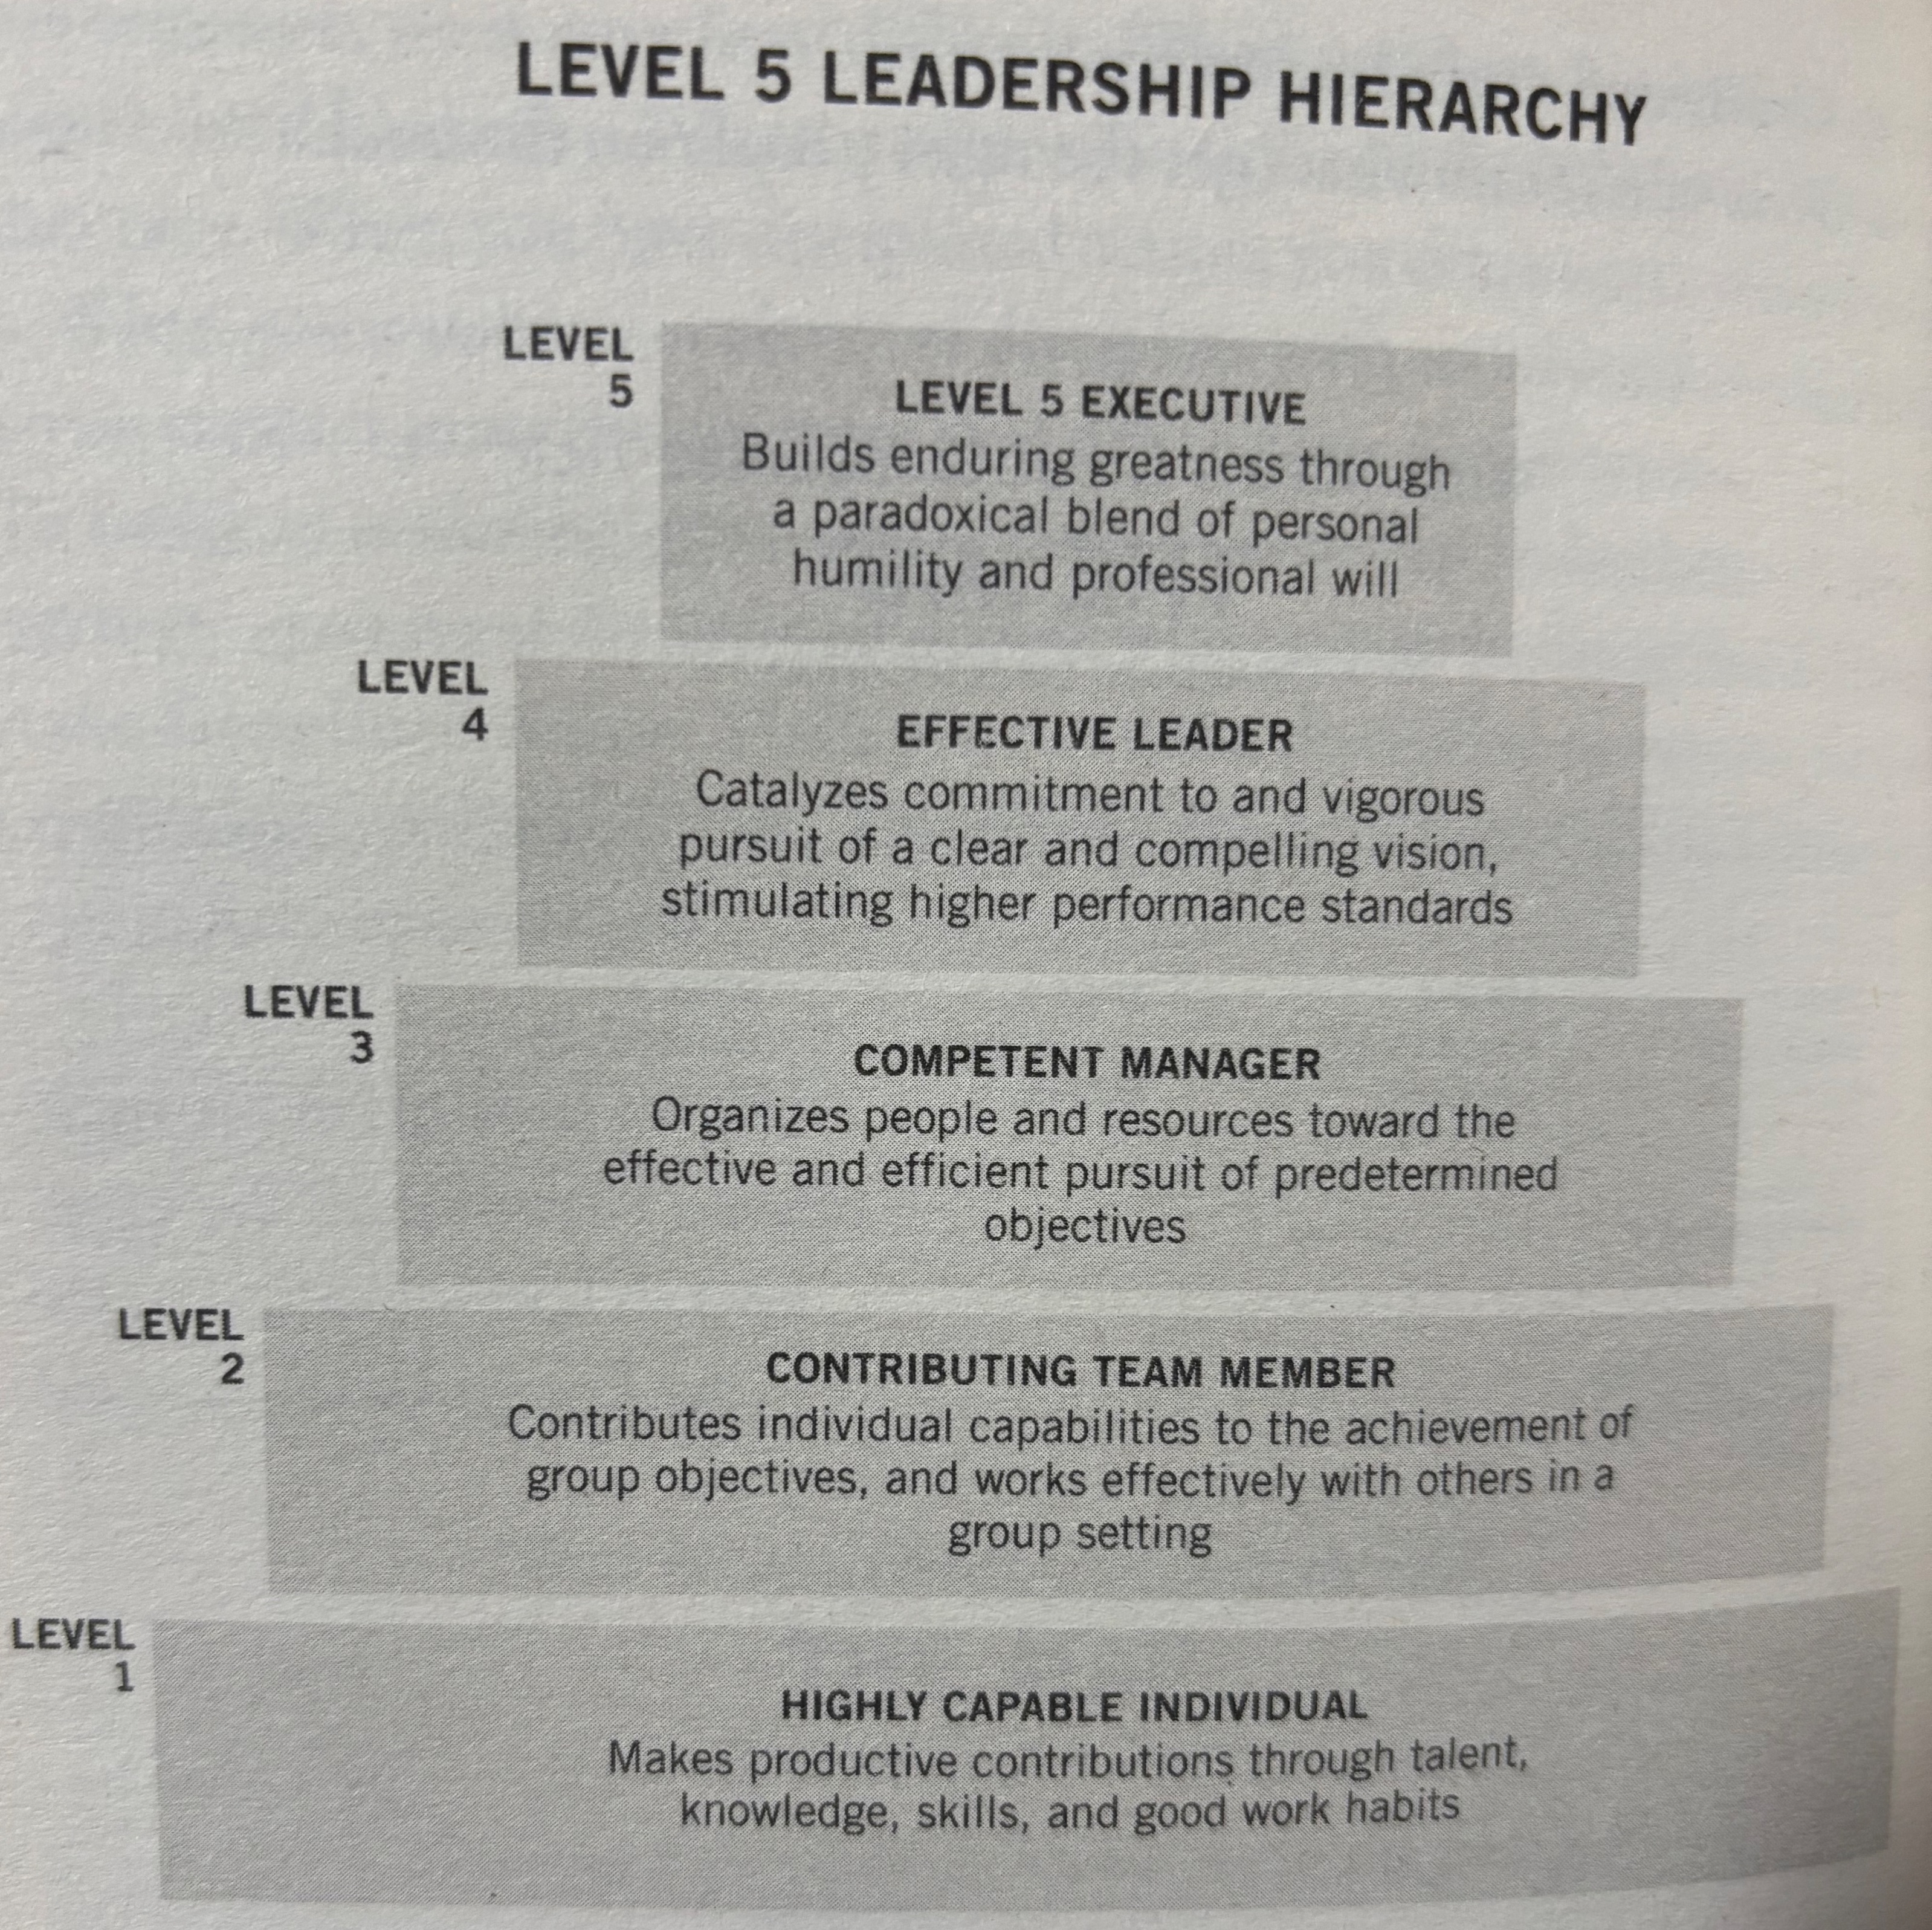 LEVEL 5 LEADERSHIP HIERARCHY
LEVEL
5
LEVEL 5 EXECUTIVE
Builds enduring greatness through
a paradoxical blend of personal
humility and professional will
LEVEL
4
EFFECTIVE LEADER
Catalyzes commitment to and vigorous
pursuit of a clear and compelling vision,
stimulating higher performance standards
LEVEL
3
COMPETENT MANAGER
Organizes people and resources toward the
effective and efficient pursuit of predetermined
objectives
LEVEL
2
CONTRIBUTING TEAM MEMBER
Contributes individual capabilities to the achievement of
group objectives, and works effectively with others in a
group setting
LEVEL
1
HIGHLY CAPABLE INDIVIDUAL
Makes productive contributions through talent,
knowledge, skills, and good work habits